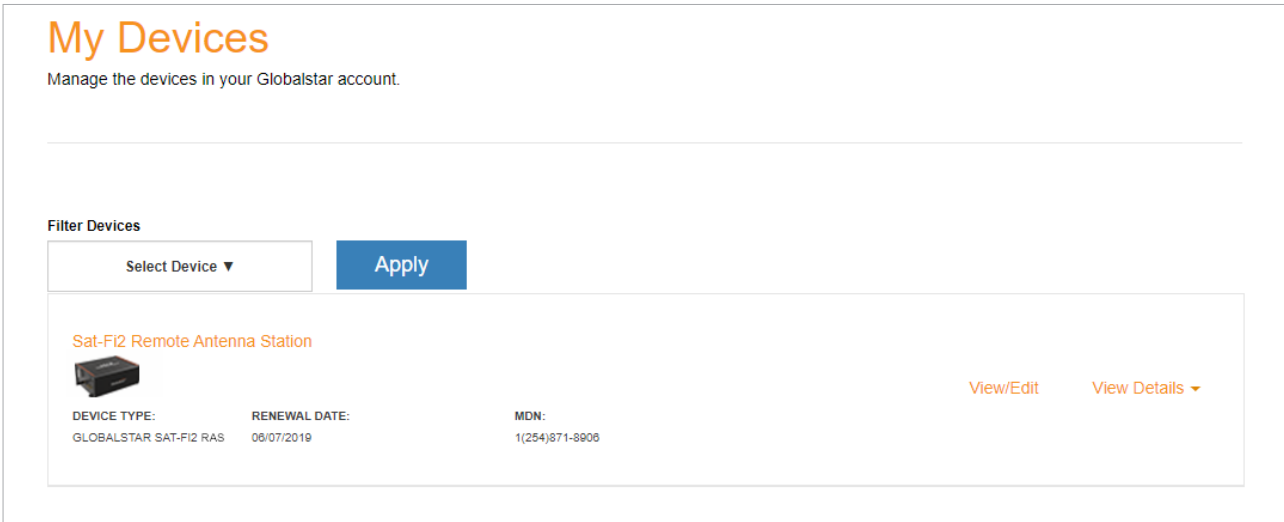 My Devices
Manage the devices in your Globalstar account.
Filter Devices
Select Device ▼
Apply
Sat-Fi2 Remote Antenna Station
View/Edit
View Details
DEVICE TYPE:
RENEWAL DATE:
MDN:
GLOBALSTAR SAT-FI2 RAS
06/07/2019
1(254)871-8906